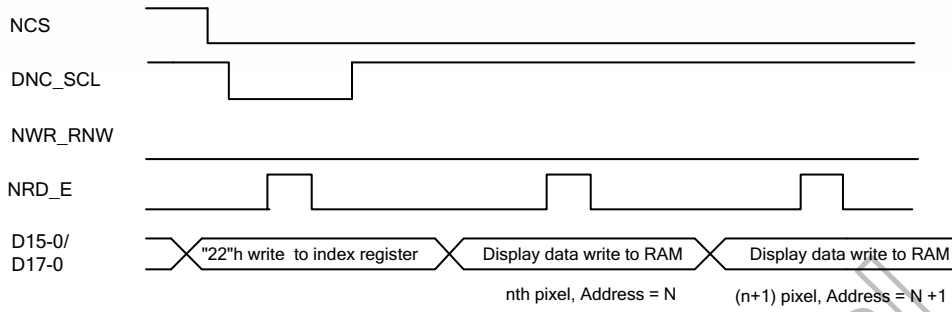 NCS
DNC_SCL
NWR_RNW
NRD_E
D15-0/
D17-0
"22"h write to index register
Display data write to RAM
Display data write to RAM
nth pixel, Address = N
(n+1) pixel, Address = N +1